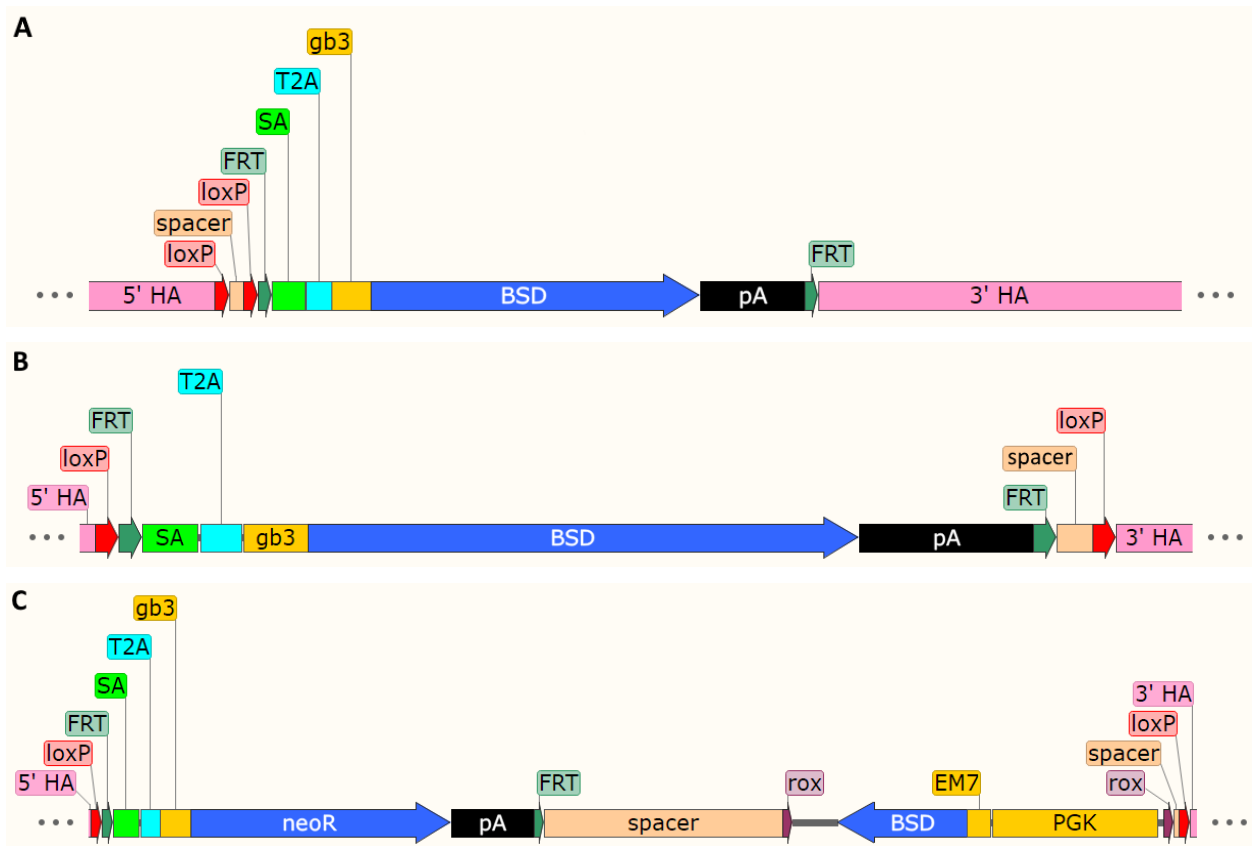 A
gb3
T2A
SA
FRT
loxP
spacer
loxP
FRT
5' HA
BSD
pA
3' HA
B
T2A
FRT
loxP
loxP
spacer
5' HA
FRT
SA
gb3
BSD
pA
3' HA
C
gb3
T2A
SA
3' HA
FRT
loxP
loxP
spacer
5' HA
FRT
rox
EM7
rox
neoR
pA
spacer
BSD
PGK